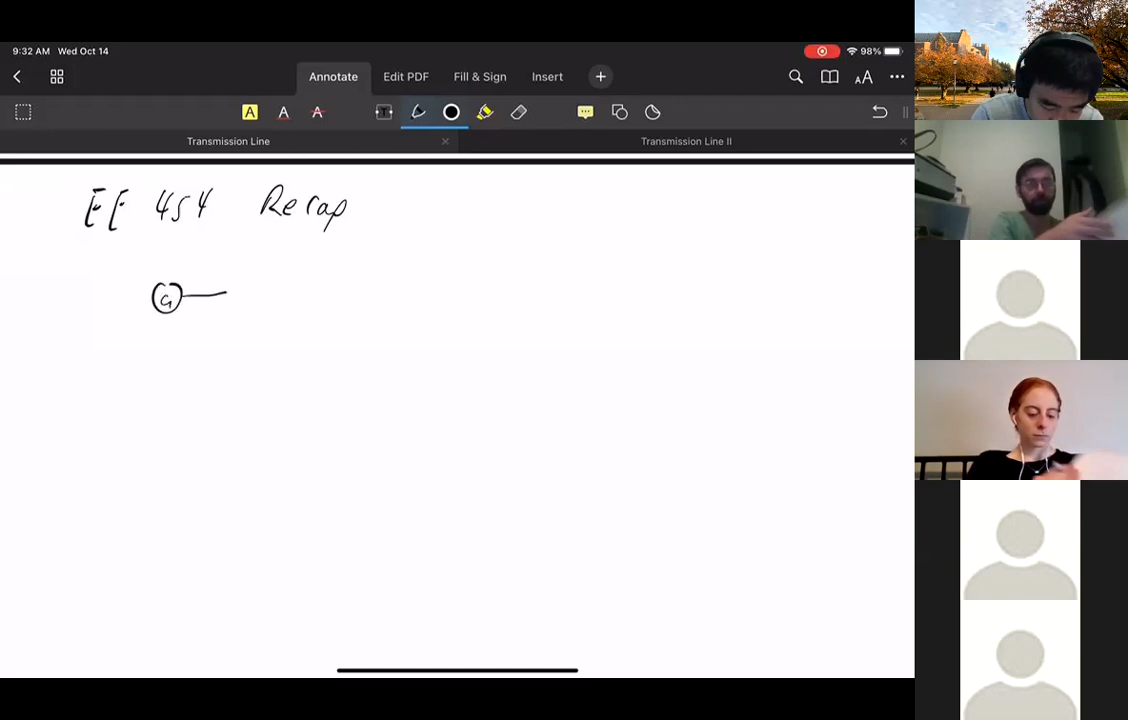 9:32 AM Wed Oct 14
98%
Annotate Edit PDF Fill & Sign Insert
A A A T
Transmission Line
Transmission Line II
EE 454 Recap
G